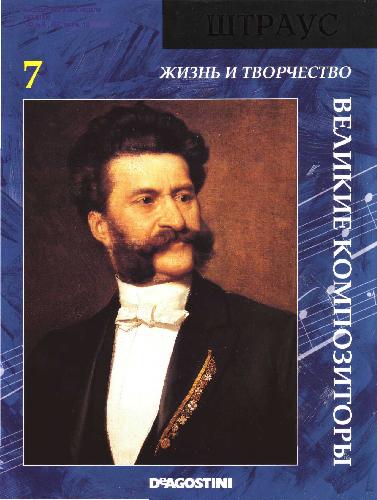 ШТРАУС
7
ЖИЗНЬ И ТВОРЧЕСТВО
ВЕЛИКИЕ КОМПОЗИТОРЫ
DEAGOSTINI